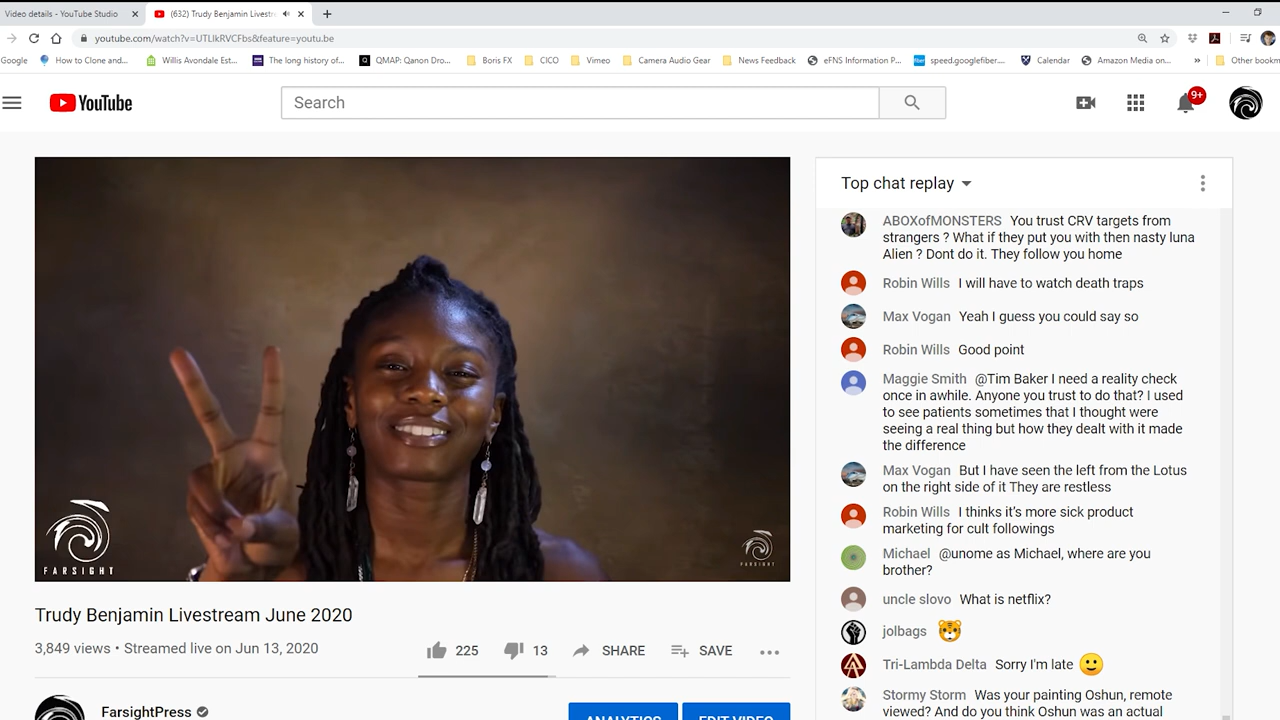 Video details - YouTube Studio
(632) Trudy Benjamin Livestrea
youtube.com/watch?v=UTLIkRVCFbs&feature=youtu.be
Google
How to Clone and...
Willis Avondale Est...
The long history of...
QMAP: Qanon Dro...
Boris FX
CICO
Vimeo
Camera Audio Gear
News Feedback
eFNS Information P...
speed.googlefiber....
Calendar
Amazon Media on...
»
Other bookm
YouTube
Search
9+
FARSIGHT
FARSIGHT
Trudy Benjamin Livestream June 2020
3,849 views • Streamed live on Jun 13, 2020
225
13
SHARE
SAVE
FarsightPress
ANALYTICS
EDIT VIDEO
Top chat replay
ABOXofMONSTERS You trust CRV targets from
strangers ? What if they put you with then nasty luna
Alien ? Dont do it. They follow you home
Robin Wills I will have to watch death traps
Max Vogan Yeah I guess you could say so
Robin Wills Good point
Maggie Smith @Tim Baker I need a reality check
once in awhile. Anyone you trust to do that? I used
to see patients sometimes that I thought were
seeing a real thing but how they dealt with it made
the difference
Max Vogan But I have seen the left from the Lotus
on the right side of it They are restless
Robin Wills I thinks it's more sick product
marketing for cult followings
Michael @unome as Michael, where are you
brother?
uncle slovo What is netflix?
jolbags 🐯
Tri-Lambda Delta Sorry I'm late 🙂
Stormy Storm Was your painting Oshun, remote
viewed? And do you think Oshun was an actual